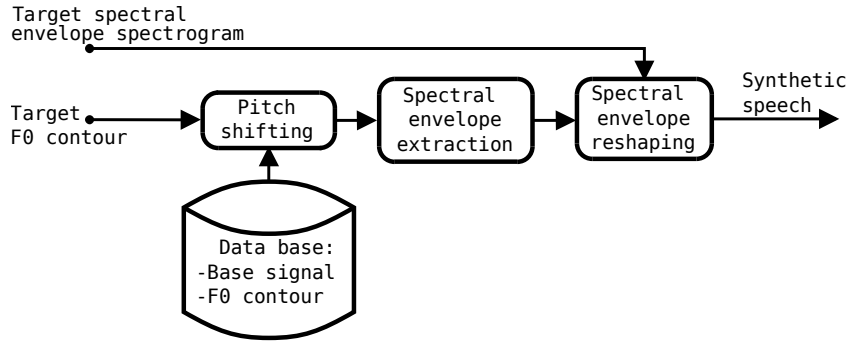 Target spectral
envelope spectrogram
Target
F0 contour
Pitch
shifting
Spectral
envelope
extraction
Spectral
envelope
reshaping
Synthetic
speech
Data base:
-Base signal
-F0 contour